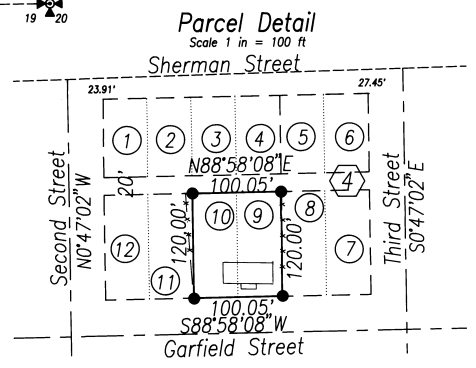 19 20
Parcel Detail
Scale 1 in = 100 ft
Sherman Street
23.91'
27.45'
1 2 3 4 5 6
N88°58'08"E
100.05'
4
20'
Second Street
N0°47'02"W
Third Street
S0°47'02"E
10 9 8
120.00'
120.00'
12 11 7
100.05'
S88°58'08"W
Garfield Street